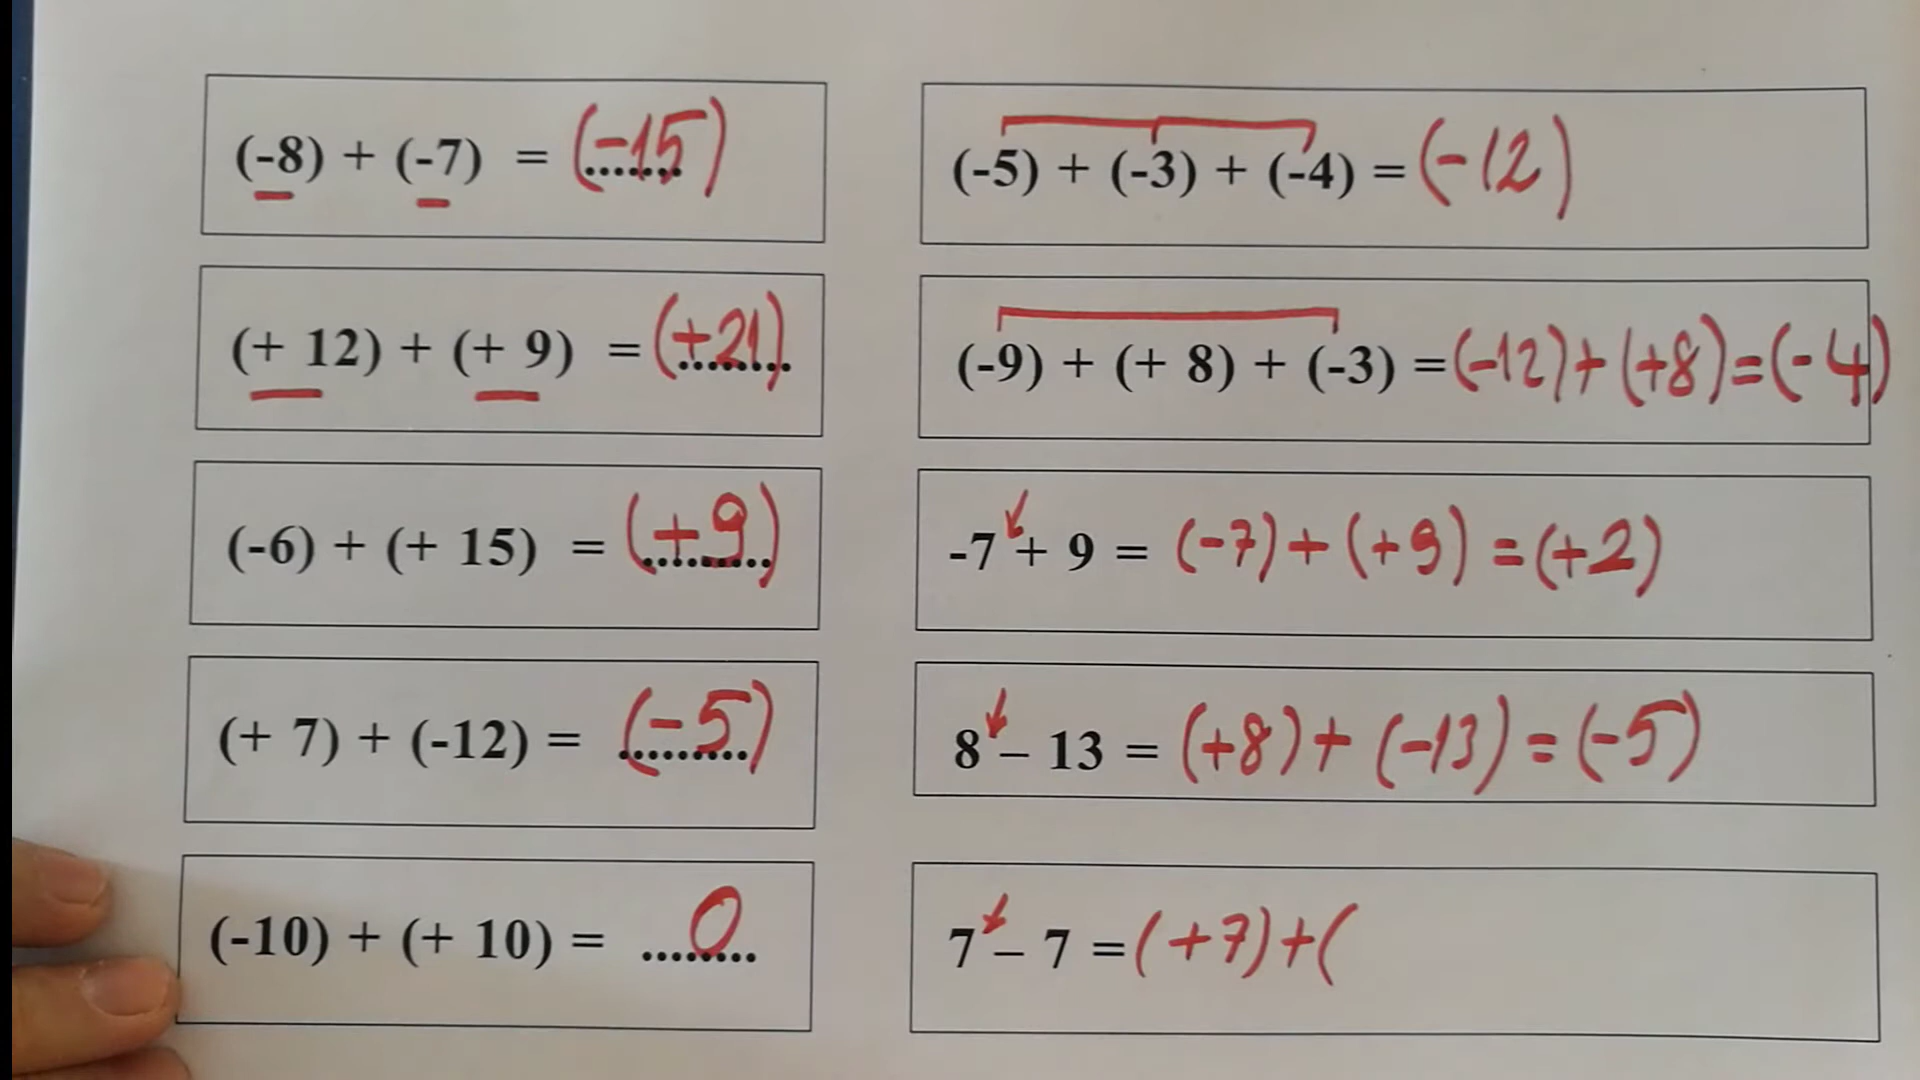 (-8) + (-7) = (-15)
(+ 12) + (+ 9) = (+21)
(-6) + (+ 15) = (+9)
(+ 7) + (-12) = (-5)
(-10) + (+ 10) = 0
(-5) + (-3) + (-4) = (-12)
(-9) + (+ 8) + (-3) = (-12) + (+8) = (-4)
-7 + 9 = (-7) + (+9) = (+2)
8 – 13 = (+8) + (-13) = (-5)
7 – 7 = (+7) + (